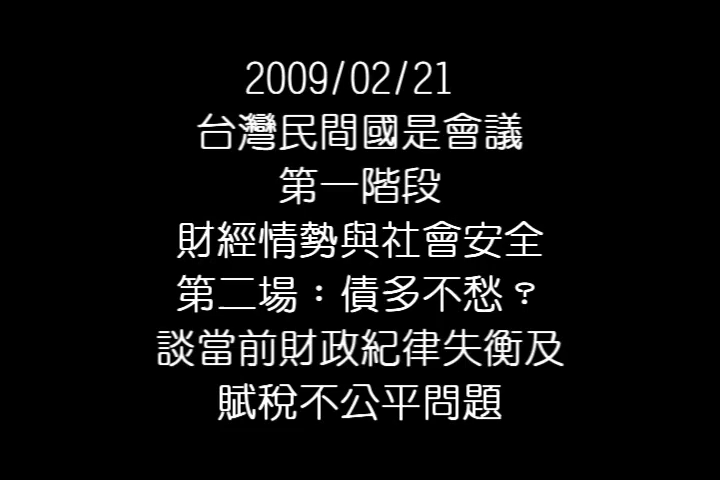 2009/02/21
台灣民間國是會議
第一階段
財經情勢與社會安全
第二場：債多不愁？
談當前財政紀律失衡及
賦稅不公平問題